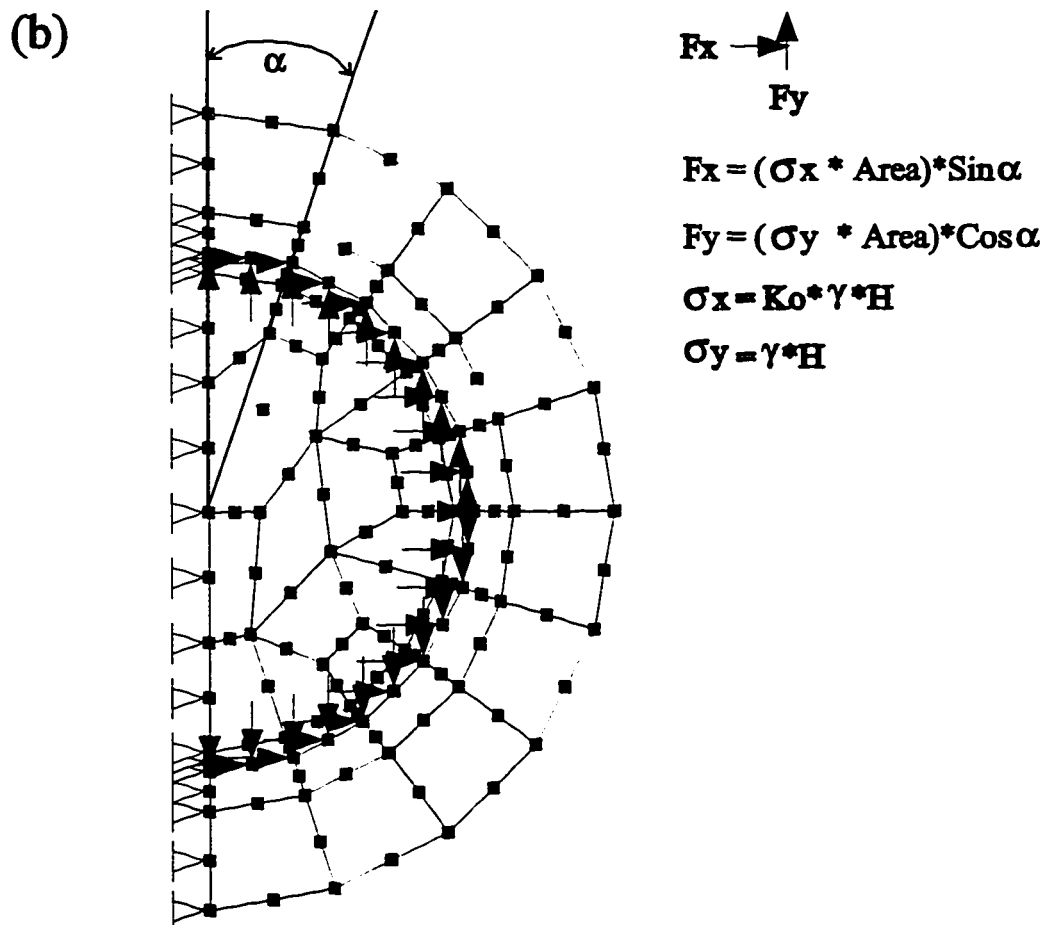 (b)
α
Fx
Fy
Fx = (σx * Area)*Sinα
Fy = (σy * Area)*Cosα
σx = Ko*γ*H
σy = γ*H